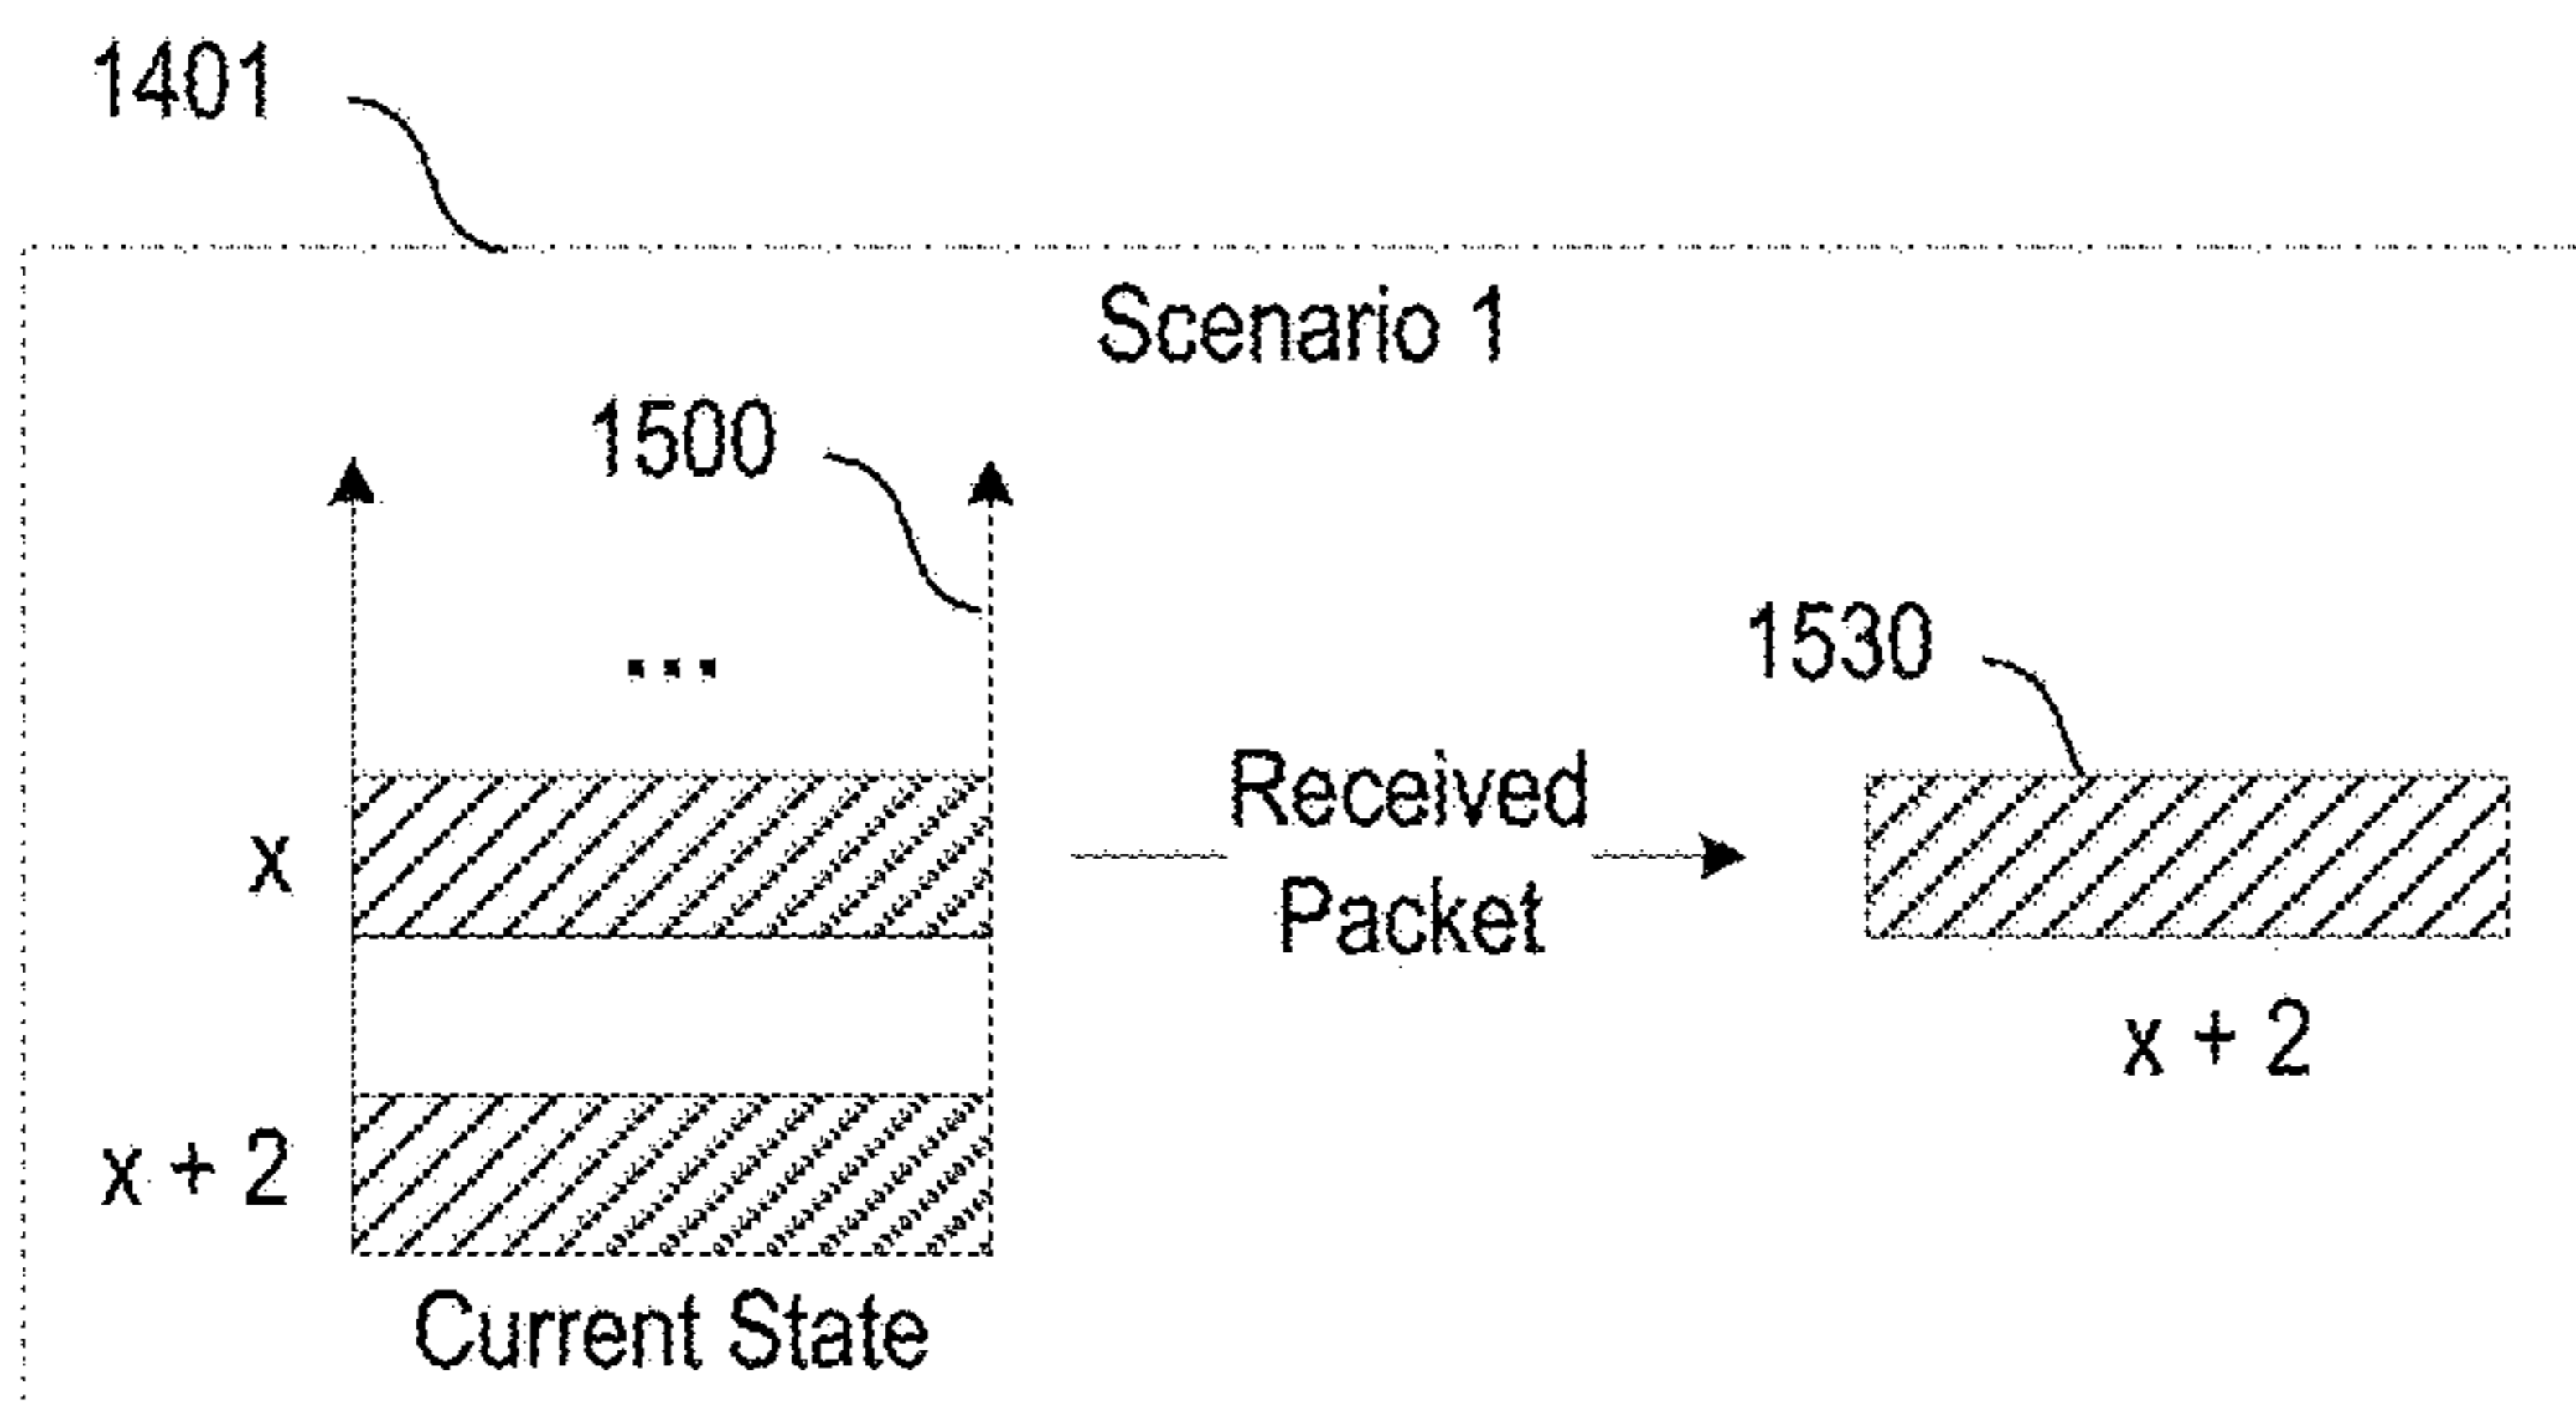 1401
Scenario 1
1500
...
1530
x
Received
Packet
x + 2
x + 2
Current State